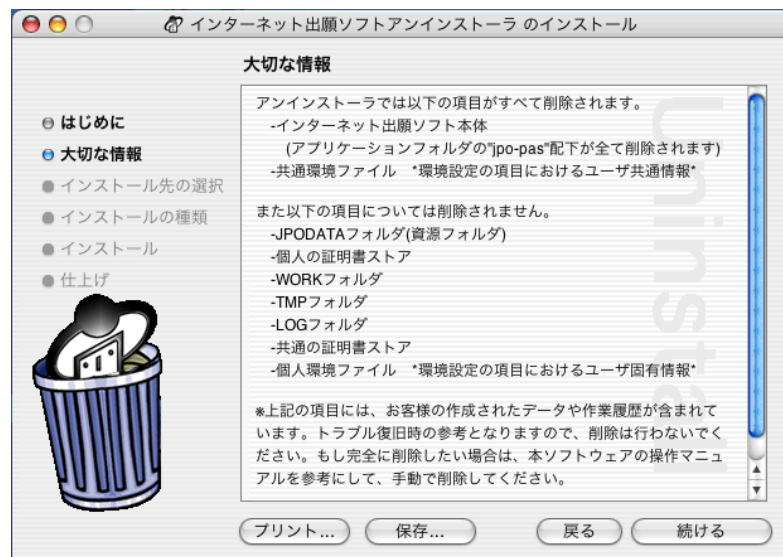 インターネット出願ソフトアンインストーラ のインストール
大切な情報
はじめに
大切な情報
インストール先の選択
インストールの種類
インストール
仕上げ
アンインストーラでは以下の項目がすべて削除されます。
-インターネット出願ソフト本体
(アプリケーションフォルダの"jpo-pas"配下が全て削除されます)
-共通環境ファイル *環境設定の項目におけるユーザ共通情報*
また以下の項目については削除されません。
-JPODATAフォルダ(資源フォルダ)
-個人の証明書ストア
-WORKフォルダ
-TMPフォルダ
-LOGフォルダ
-共通の証明書ストア
-個人環境ファイル *環境設定の項目におけるユーザ固有情報*
※上記の項目には、お客様の作成されたデータや作業履歴が含まれて
います。トラブル復旧時の参考となりますので、削除は行わないでく
ださい。もし完全に削除したい場合は、本ソフトウェアの操作マニュ
アルを参考にして、手動で削除してください。
Uninstall
プリント...
保存...
戻る
続ける